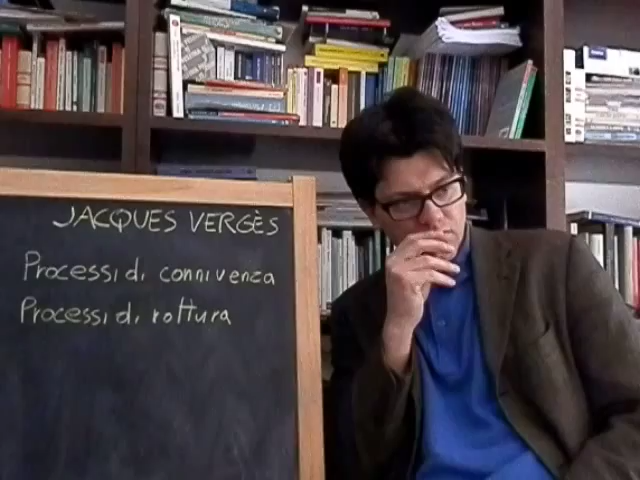 JACQUES VERGÈS
Processi di connivenza
Processi di rottura